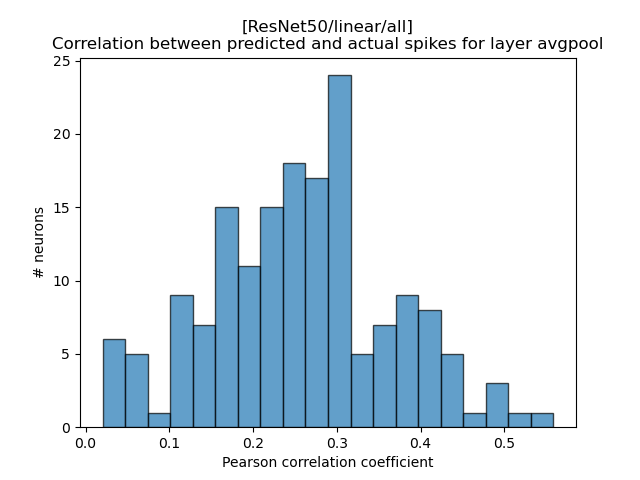 [ResNet50/linear/all]
Correlation between predicted and actual spikes for layer avgpool
25
20
15
10
5
0
# neurons
0.0 0.1 0.2 0.3 0.4 0.5
Pearson correlation coefficient